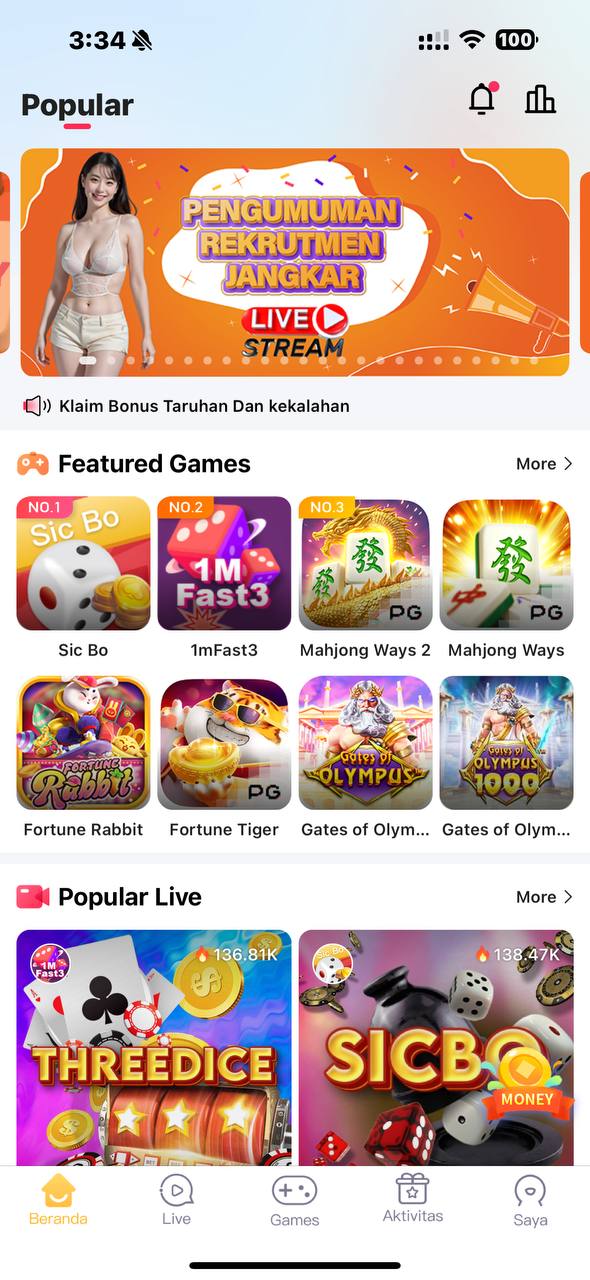 3:34
100
Popular
PENGUMUMAN
REKRUTMEN
JANGKAR
LIVE
STREAM
Klaim Bonus Taruhan Dan kekalahan
Featured Games
More
NO.1
Sic Bo
NO.2
1M
Fast3
NO.3
發
發
PG
發
PG
Sic Bo
1mFast3
Mahjong Ways 2
Mahjong Ways
FORTUNE
Rabbit
PG
Gates of
OLYMPUS
Gates of
OLYMPUS
1000
Fortune Rabbit
Fortune Tiger
Gates of Olym...
Gates of Olym...
Popular Live
More
1M
Fast3
136.81K
THREEDICE
Sic Bo
138.47K
SICBO
MONEY
Beranda
Live
Games
Aktivitas
Saya